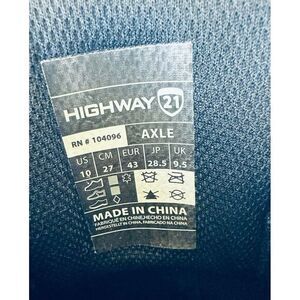 HIGHWAY 21
RN # 104096 AXLE
US CM EUR JP UK
10 27 43 28.5 9.5
MADE IN CHINA
FABRIQUÉ EN CHINE,HECHO EN CHINA
HERGESTELLT IN CHINA, FABRICADO NA CHINA